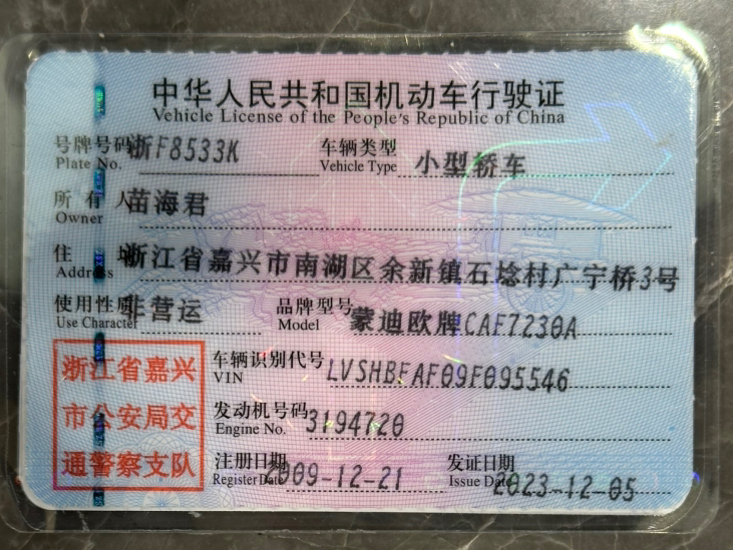 中华人民共和国机动车行驶证
Vehicle License of the People's Republic of China
号牌号码 浙F8533K 车辆类型 小型轿车
Plate No. Vehicle Type
所有人 苗海君
Owner
住址 浙江省嘉兴市南湖区余新镇石埝村广宁桥3号
Address
使用性质 非营运 品牌型号 蒙迪欧牌CAF7230A
Use Character Model
浙江省嘉兴
市公安局交
通警察支队
车辆识别代号 LVSHBFAF09F095546
VIN
发动机号码 3194720
Engine No.
注册日期 2009-12-21 发证日期 2023-12-05
Register Date Issue Date